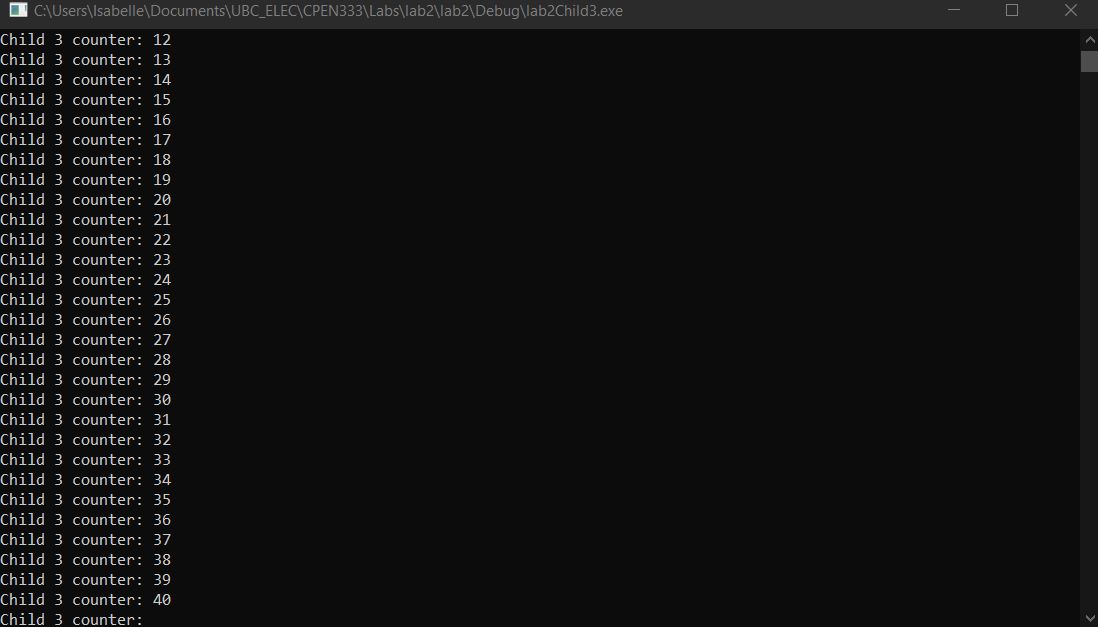 C:\Users\Isabelle\Documents\UBC_ELEC\CPEN333\Labs\lab2\lab2\Debug\lab2Child3.exe
Child 3 counter: 12
Child 3 counter: 13
Child 3 counter: 14
Child 3 counter: 15
Child 3 counter: 16
Child 3 counter: 17
Child 3 counter: 18
Child 3 counter: 19
Child 3 counter: 20
Child 3 counter: 21
Child 3 counter: 22
Child 3 counter: 23
Child 3 counter: 24
Child 3 counter: 25
Child 3 counter: 26
Child 3 counter: 27
Child 3 counter: 28
Child 3 counter: 29
Child 3 counter: 30
Child 3 counter: 31
Child 3 counter: 32
Child 3 counter: 33
Child 3 counter: 34
Child 3 counter: 35
Child 3 counter: 36
Child 3 counter: 37
Child 3 counter: 38
Child 3 counter: 39
Child 3 counter: 40
Child 3 counter: